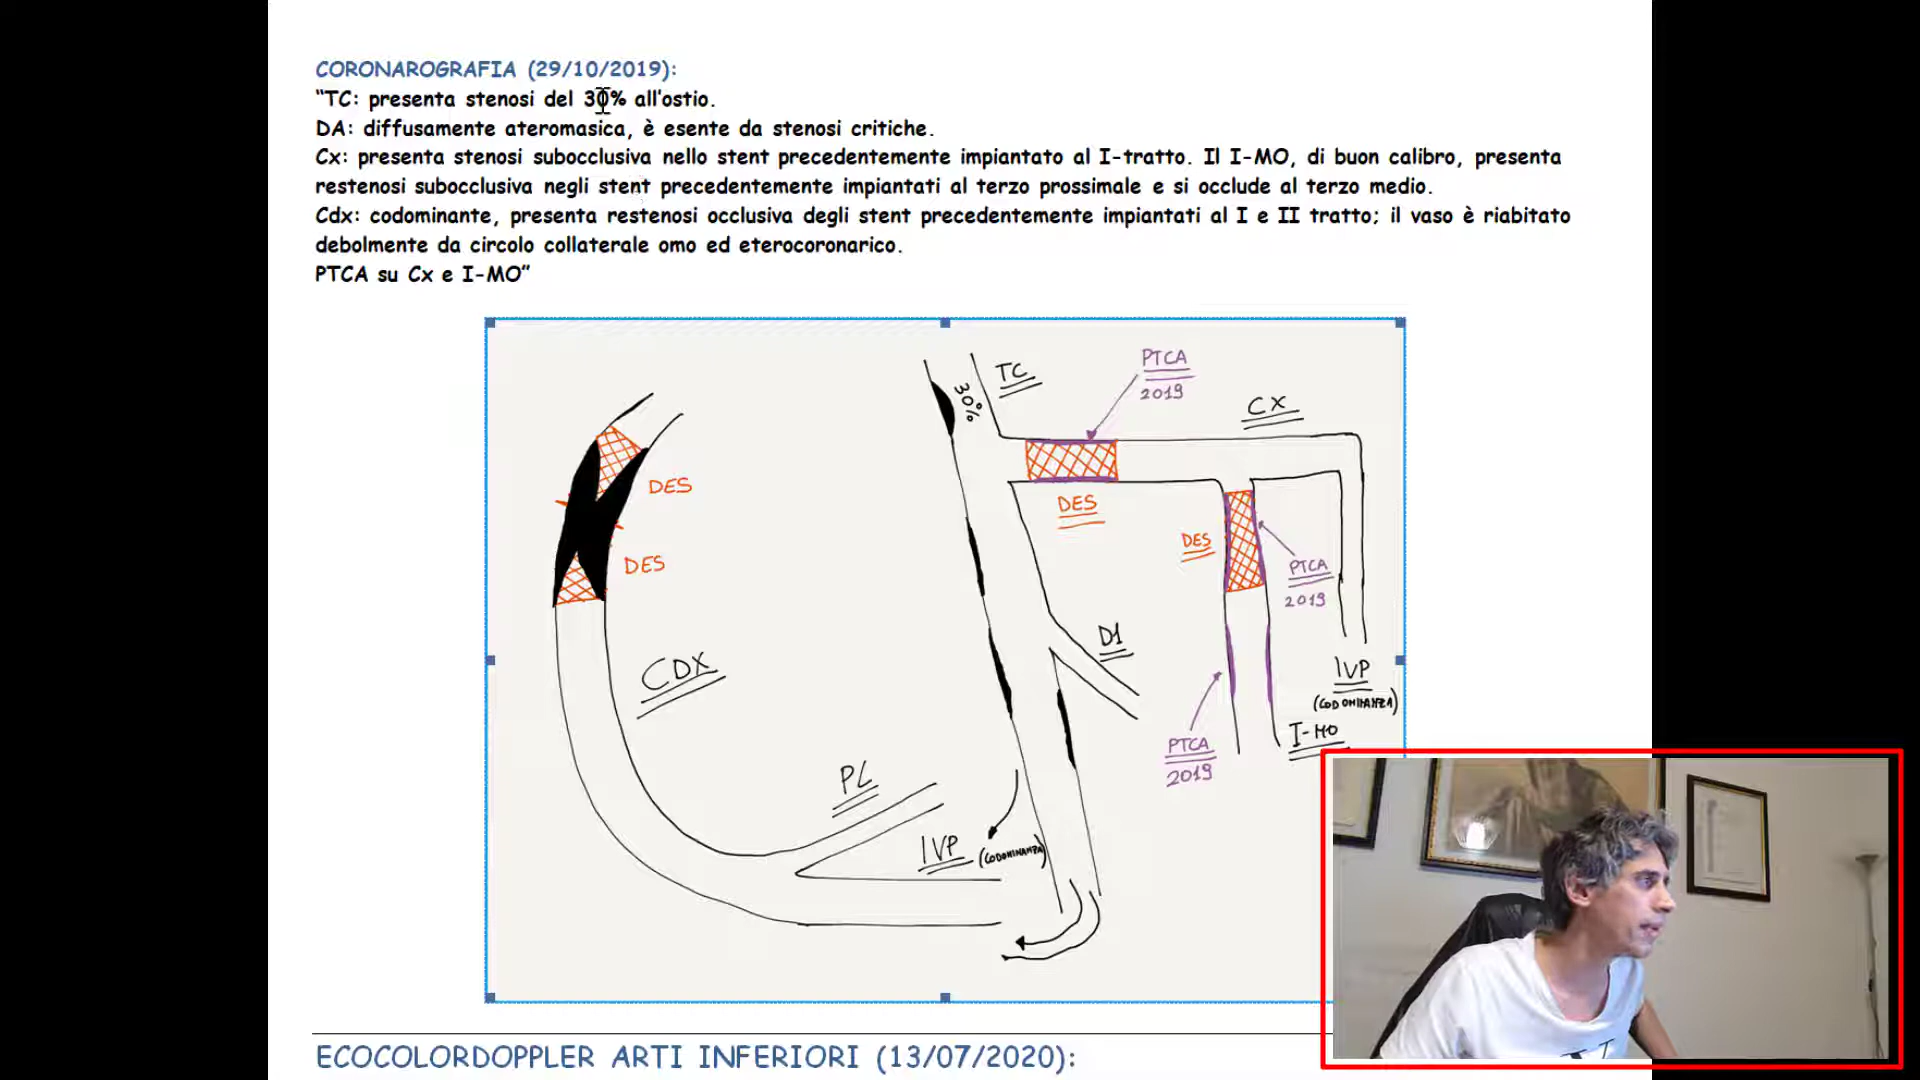 CORONAROGRAFIA (29/10/2019):
“TC: presenta stenosi del 30% all'ostio.
DA: diffusamente ateromasica, è esente da stenosi critiche.
Cx: presenta stenosi subocclusiva nello stent precedentemente impiantato al I-tratto. Il I-MO, di buon calibro, presenta
restenosi subocclusiva negli stent precedentemente impiantati al terzo prossimale e si occlude al terzo medio.
Cdx: codominante, presenta restenosi occlusiva degli stent precedentemente impiantati al I e II tratto; il vaso è riabitato
debolmente da circolo collaterale omo ed eterocoronarico.
PTCA su Cx e I-MO”
PTCA
2019
TC
30%
CX
DES
DES
DES
DES
PTCA
2019
D1
CDX
IVP
(CODOMINANZA)
I-MO
PTCA
2019
PL
IVP (CODOMINANZA)
ECOCOLORDOPPLER ARTI INFERIORI (13/07/2020):